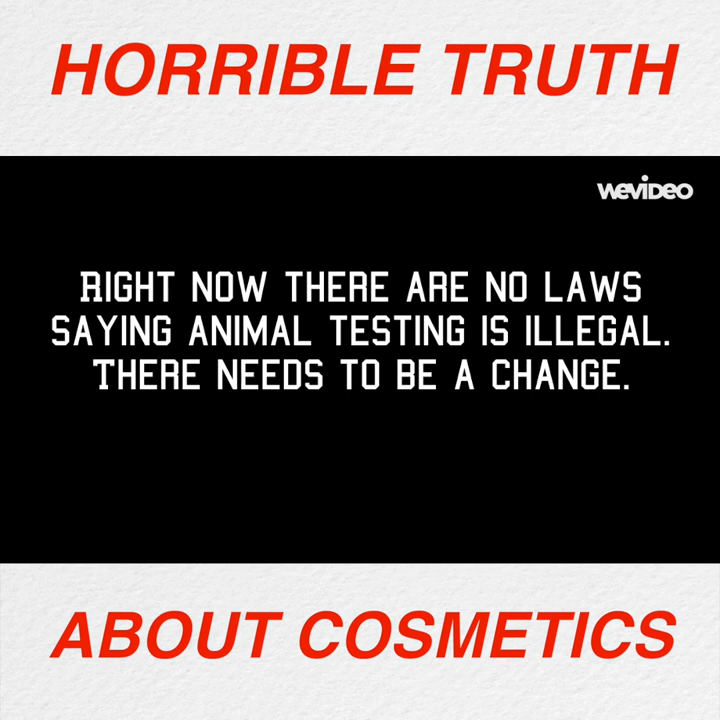 HORRIBLE TRUTH
WEVIDEO
RIGHT NOW THERE ARE NO LAWS
SAYING ANIMAL TESTING IS ILLEGAL.
THERE NEEDS TO BE A CHANGE.
ABOUT COSMETICS